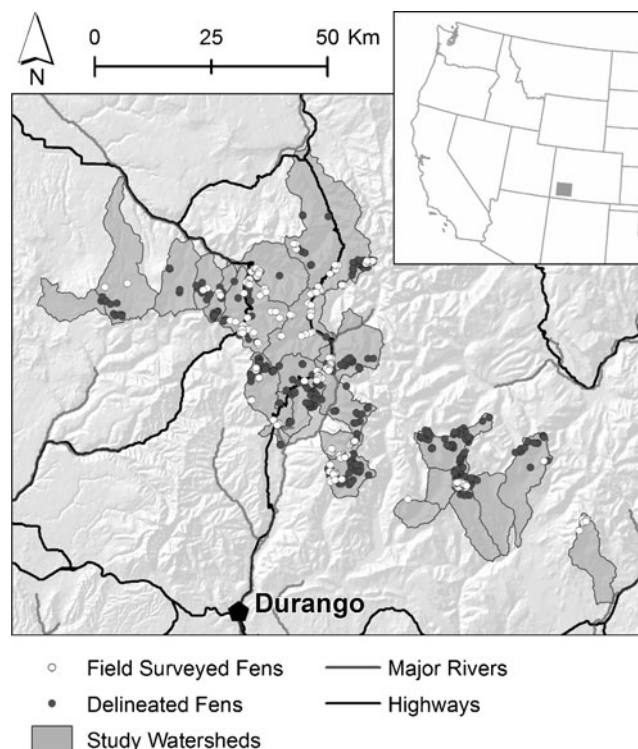 0 25 50 Km
N
Durango
Field Surveyed Fens
Major Rivers
Delineated Fens
Highways
Study Watersheds